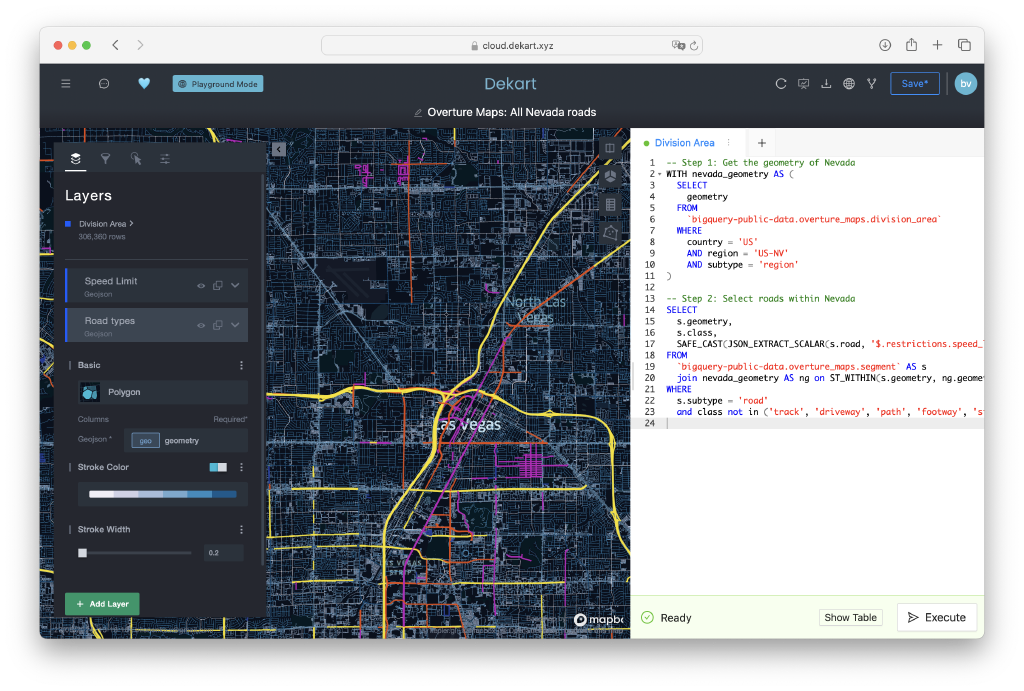 cloud.dekart.xyz
Playground Mode
Dekart
Save*
bv
Overture Maps: All Nevada roads
Layers
Division Area >
306,360 rows
Speed Limit
Geojson
Road types
Geojson
Basic
Polygon
Columns
Required*
Geojson *
geo
geometry
Stroke Color
Stroke Width
0.2
+ Add Layer
North Las
Vegas
Las Vegas
mapbo
Division Area
+
1 -- Step 1: Get the geometry of Nevada
2 WITH nevada_geometry AS (
3 SELECT
4 geometry
5 FROM
6 `bigquery-public-data.overture_maps.division_area`
7 WHERE
8 country = 'US'
9 AND region = 'US-NV'
10 AND subtype = 'region'
11 )
12
13 -- Step 2: Select roads within Nevada
14 SELECT
15 s.geometry,
16 s.class,
17 SAFE_CAST(JSON_EXTRACT_SCALAR(s.road, '$.restrictions.speed_
18 FROM
19 `bigquery-public-data.overture_maps.segment` AS s
20 join nevada_geometry AS ng on ST_WITHIN(s.geometry, ng.geome
21 WHERE
22 s.subtype = 'road'
23 and class not in ('track', 'driveway', 'path', 'footway', 's
24
Ready
Show Table
Execute